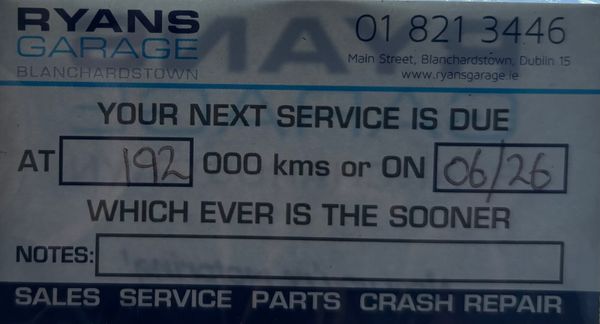 RYANS
GARAGE
BLANCHARDSTOWN
01 821 3446
Main Street, Blanchardstown, Dublin 15
www.ryansgarage.ie
YOUR NEXT SERVICE IS DUE
AT 192 000 kms or ON 06/26
WHICH EVER IS THE SOONER
NOTES:
SALES SERVICE PARTS CRASH REPAIR